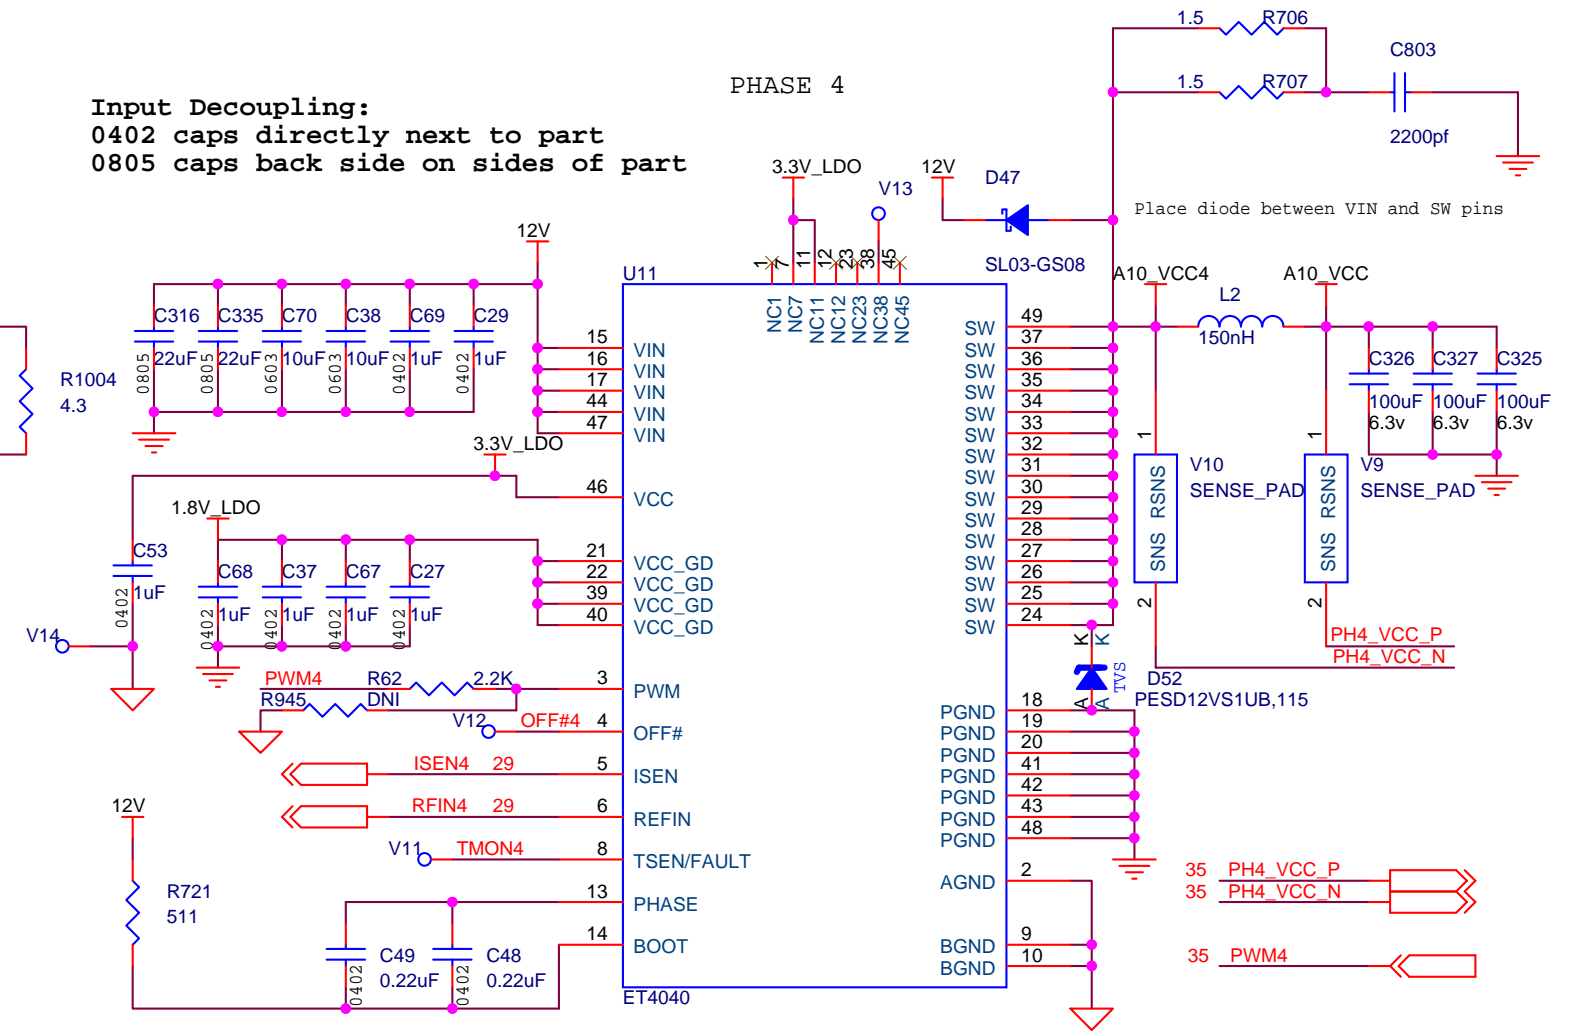 1.5 R706
C803
PHASE 4
1.5 R707
Input Decoupling:
0402 caps directly next to part
0805 caps back side on sides of part
2200pf
3.3V_LDO
12V
D47
V13
Place diode between VIN and SW pins
12V
SL03-GS08
U11
1 7 11 12 23 38 45
NC1 NC7 NC11 NC12 NC23 NC38 NC45
A10_VCC4
A10_VCC
L2
150nH
C316 C335 C70 C38 C69 C29
22uF 22uF 10uF 10uF 1uF 1uF
0805 0805 0603 0603 0402 0402
R1004
4.3
15 VIN
16 VIN
17 VIN
44 VIN
47 VIN
3.3V_LDO
46 VCC
1.8V_LDO
C53
1uF
0402
V14
C68 C37 C67 C27
1uF 1uF 1uF 1uF
0402 0402 0402 0402
21 VCC_GD
22 VCC_GD
39 VCC_GD
40 VCC_GD
PWM4 R62 2.2K 3 PWM
R945 DNI
V12 OFF#4 4 OFF#
ISEN4 29 5 ISEN
RFIN4 29 6 REFIN
V11 TMON4 8 TSEN/FAULT
12V
R721
511
13 PHASE
14 BOOT
C49 C48
0.22uF 0.22uF
0402 0402
ET4040
SW 49
SW 37
SW 36
SW 35
SW 34
SW 33
SW 32
SW 31
SW 30
SW 29
SW 28
SW 27
SW 26
SW 25
SW 24
C326 C327 C325
100uF 100uF 100uF
6.3v 6.3v 6.3v
1 1
V10
SENSE_PAD
V9
SENSE_PAD
SNS RSNS
SNS RSNS
2 2
PH4_VCC_P
PH4_VCC_N
K K
TVS
A A
D52
PESD12VS1UB,115
PGND 18
PGND 19
PGND 20
PGND 41
PGND 42
PGND 43
PGND 48
AGND 2
BGND 9
BGND 10
35 PH4_VCC_P
35 PH4_VCC_N
35 PWM4